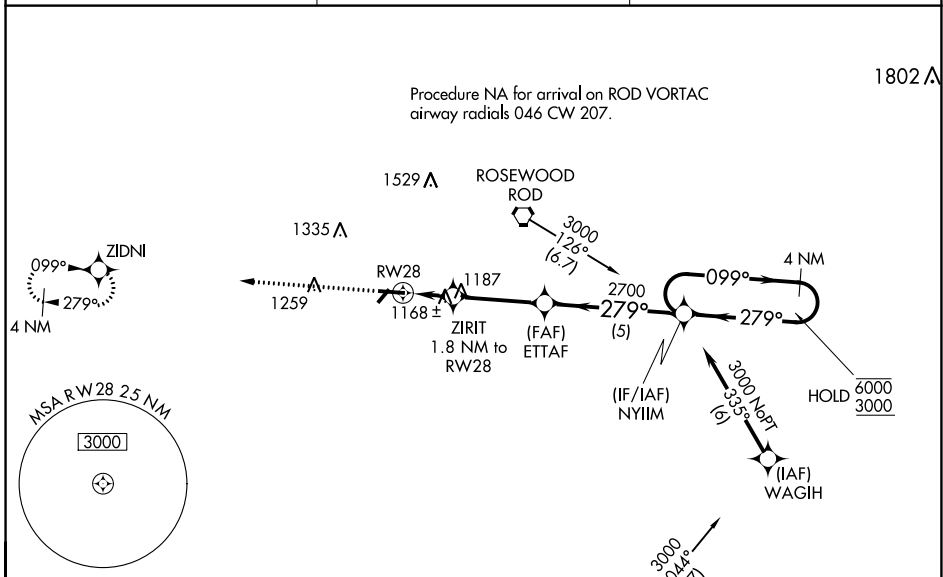 1802
Procedure NA for arrival on ROD VORTAC
airway radials 046 CW 207.
1529
ROSEWOOD
ROD
3000
126°
(6.7)
1335
ZIDNI
099°
279°
4 NM
1259
RW28
1168 ±
1187
ZIRIT
1.8 NM to
RW28
(FAF)
ETTAF
2700
279°
(5)
099°
4 NM
279°
(IF/IAF)
NYIIM
HOLD
6000
3000
3000 NoPT
335°
(6)
(IAF)
WAGIH
MSA RW28 25 NM
3000
3000
044°